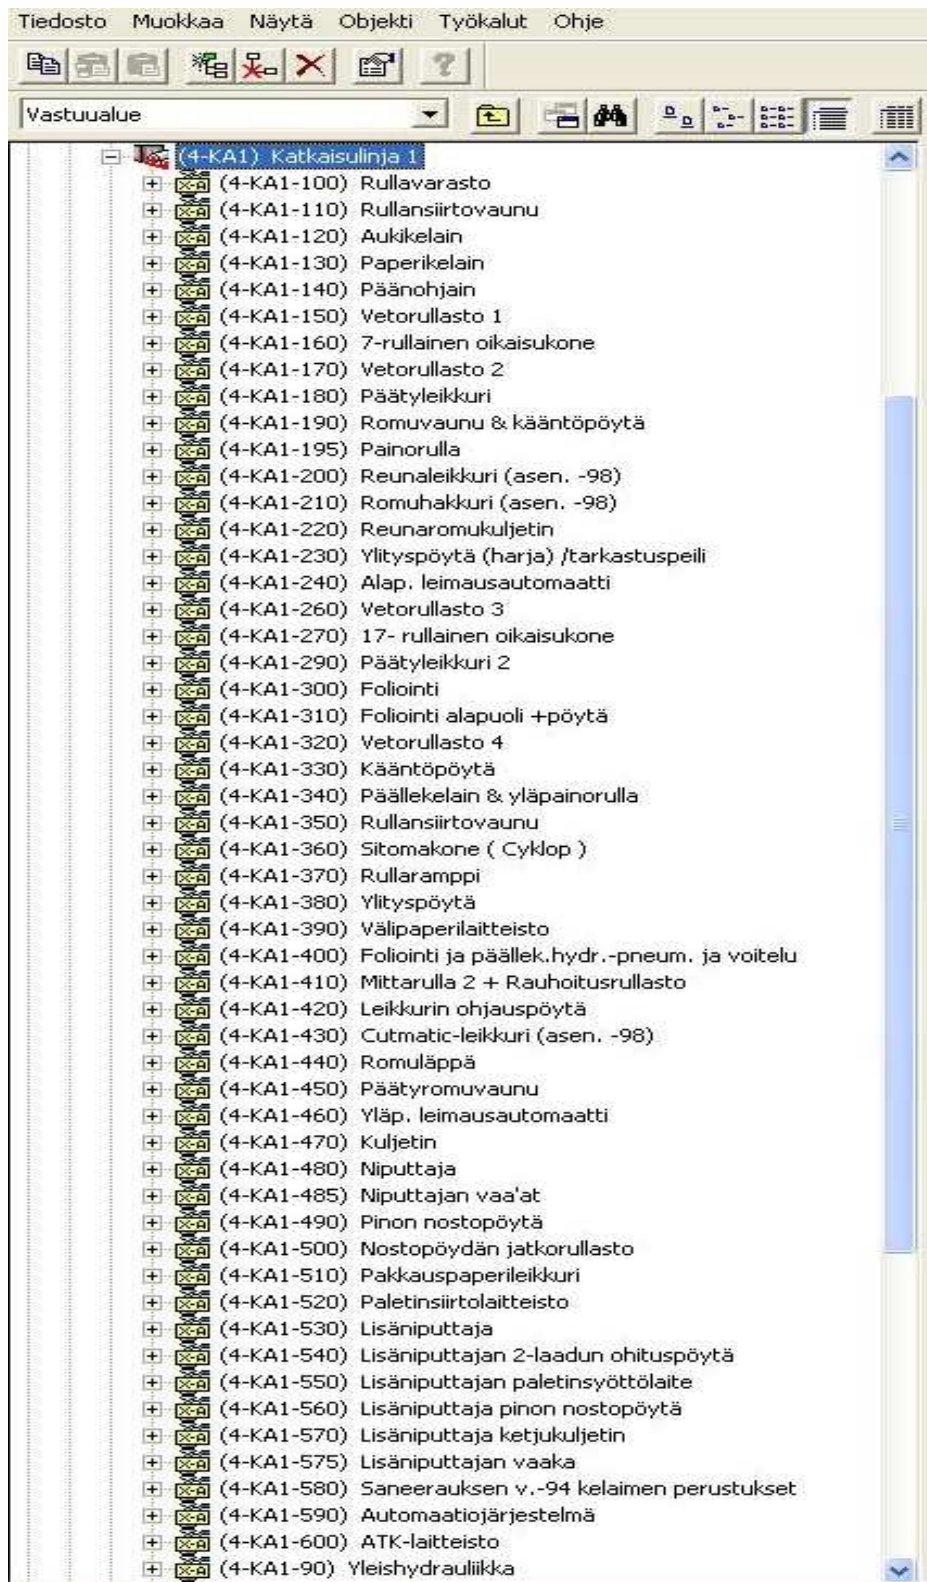 Tiedosto Muokkaa Näytä Objekti Työkalut Ohje
Vastuualue
(4-KA1) Katkaisulinja 1
(4-KA1-100) Rullavarasto
(4-KA1-110) Rullansiirtovaunu
(4-KA1-120) Aukikelain
(4-KA1-130) Paperikelain
(4-KA1-140) Päänohjain
(4-KA1-150) Vetorullasto 1
(4-KA1-160) 7-rullainen oikaisukone
(4-KA1-170) Vetorullasto 2
(4-KA1-180) Päätyleikkuri
(4-KA1-190) Romuvaunu & kääntöpöytä
(4-KA1-195) Painorulla
(4-KA1-200) Reunaleikkuri (asen. -98)
(4-KA1-210) Romuhakkuri (asen. -98)
(4-KA1-220) Reunaromukuljetin
(4-KA1-230) Ylityspöytä (harja) /tarkastuspeili
(4-KA1-240) Alap. leimausautomaatti
(4-KA1-260) Vetorullasto 3
(4-KA1-270) 17- rullainen oikaisukone
(4-KA1-290) Päätyleikkuri 2
(4-KA1-300) Foliointi
(4-KA1-310) Foliointi alapuoli +pöytä
(4-KA1-320) Vetorullasto 4
(4-KA1-330) Kääntöpöytä
(4-KA1-340) Päällekelain & yläpainorulla
(4-KA1-350) Rullansiirtovaunu
(4-KA1-360) Sitomakone ( Cyklop )
(4-KA1-370) Rullaramppi
(4-KA1-380) Ylityspöytä
(4-KA1-390) Välipaperilaitteisto
(4-KA1-400) Foliointi ja päällek.hydr.-pneum. ja voitelu
(4-KA1-410) Mittarulla 2 + Rauhoitusrullasto
(4-KA1-420) Leikkurin ohjauspöytä
(4-KA1-430) Cutmatic-leikkuri (asen. -98)
(4-KA1-440) Romuläppä
(4-KA1-450) Päätyromuvaunu
(4-KA1-460) Yläp. leimausautomaatti
(4-KA1-470) Kuljetin
(4-KA1-480) Niputtaja
(4-KA1-485) Niputtajan vaa'at
(4-KA1-490) Pinon nostopöytä
(4-KA1-500) Nostopöydän jatkorullasto
(4-KA1-510) Pakkauspaperileikkuri
(4-KA1-520) Paletinsiirtolaitteisto
(4-KA1-530) Lisäniputtaja
(4-KA1-540) Lisäniputtajan 2-laadun ohituspöytä
(4-KA1-550) Lisäniputtajan paletinsyöttölaite
(4-KA1-560) Lisäniputtaja pinon nostopöytä
(4-KA1-570) Lisäniputtaja ketjukuljetin
(4-KA1-575) Lisäniputtajan vaaka
(4-KA1-580) Saneerauksen v.-94 kelaimen perustukset
(4-KA1-590) Automaatiojärjestelmä
(4-KA1-600) ATK-laitteisto
(4-KA1-90) Yleishydrauliikka